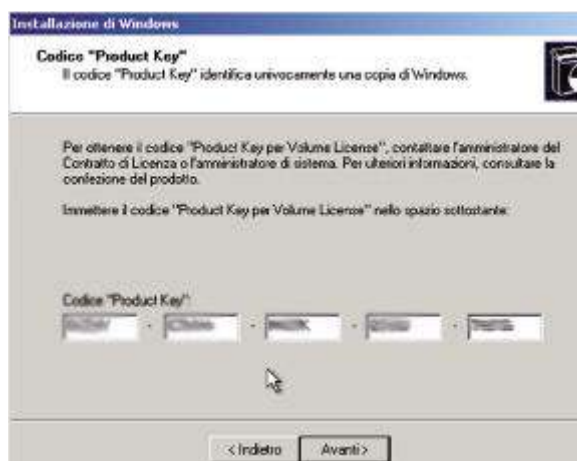 Installazione di Windows
Codice "Product Key"
Il codice "Product Key" identifica univocamente una copia di Windows.
Per ottenere il codice "Product Key per Volume License", contattare l'amministratore del
Contratto di Licenza o l'amministratore di sistema. Per ulteriori informazioni, consultare la
confezione del prodotto.
Immettere il codice "Product Key per Volume License" nello spazio sottostante:
Codice "Product Key":
- - - -
< Indietro Avanti >